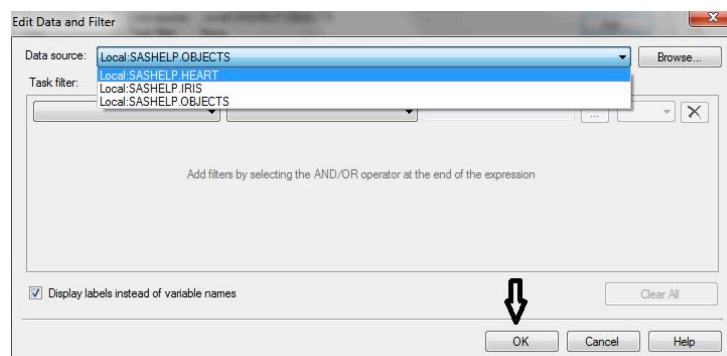 Edit Data and Filter
Data source: Local:SASHELP.OBJECTS Browse...
Local:SASHELP.HEART
Task filter:
Local:SASHELP.IRIS
Local:SASHELP.OBJECTS
...
Add filters by selecting the AND/OR operator at the end of the expression
Display labels instead of variable names Clear All
OK Cancel Help